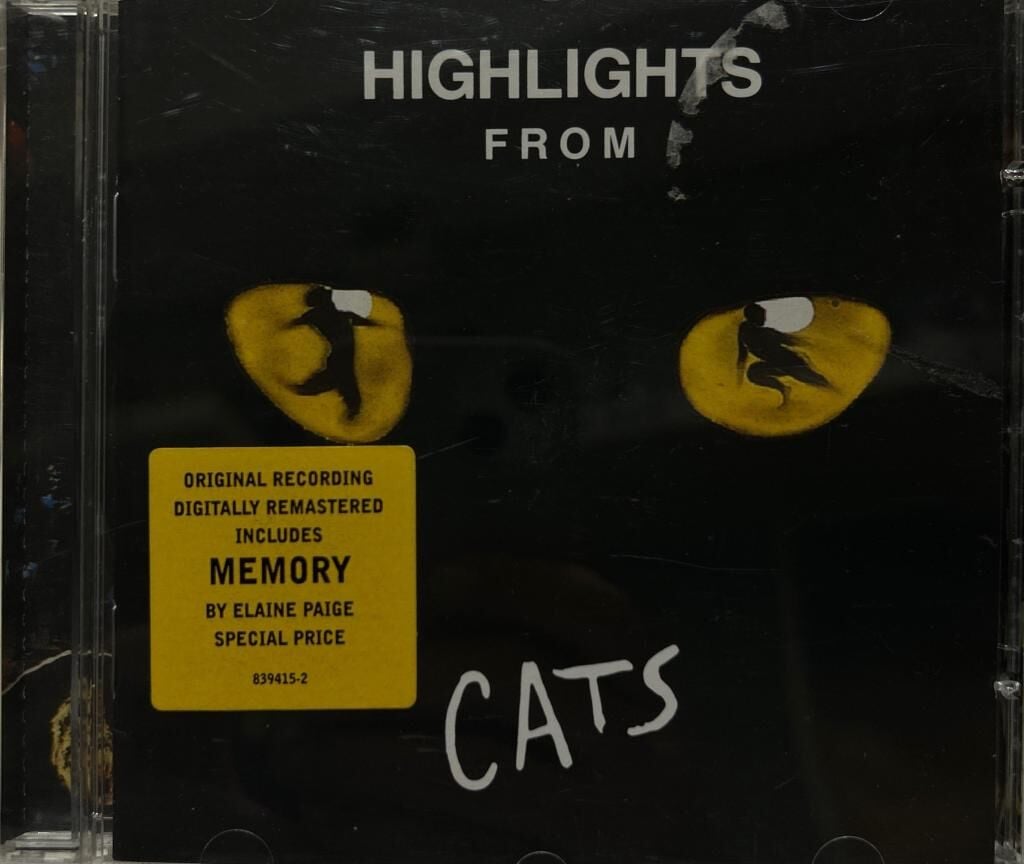 HIGHLIGHTS
FROM
ORIGINAL RECORDING
DIGITALLY REMASTERED
INCLUDES
MEMORY
BY ELAINE PAIGE
SPECIAL PRICE
839415-2
CATS